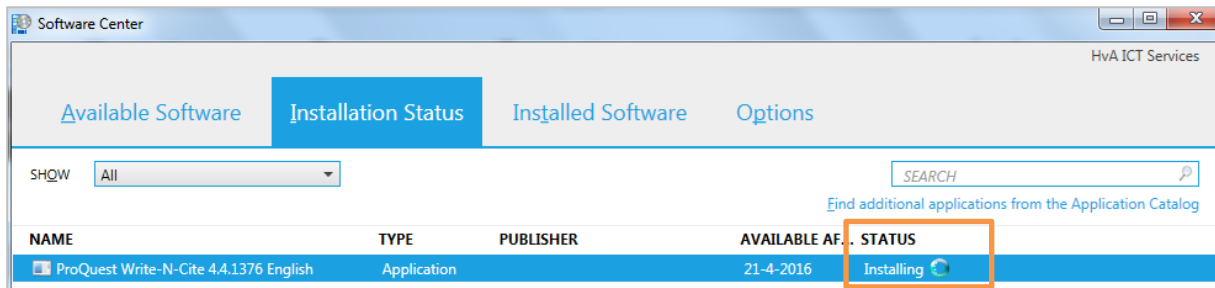 Software Center
HvA ICT Services
Available Software Installation Status Installed Software Options
SHOW All SEARCH
Find additional applications from the Application Catalog
NAME TYPE PUBLISHER AVAILABLE AF... STATUS
ProQuest Write-N-Cite 4.4.1376 English Application 21-4-2016 Installing